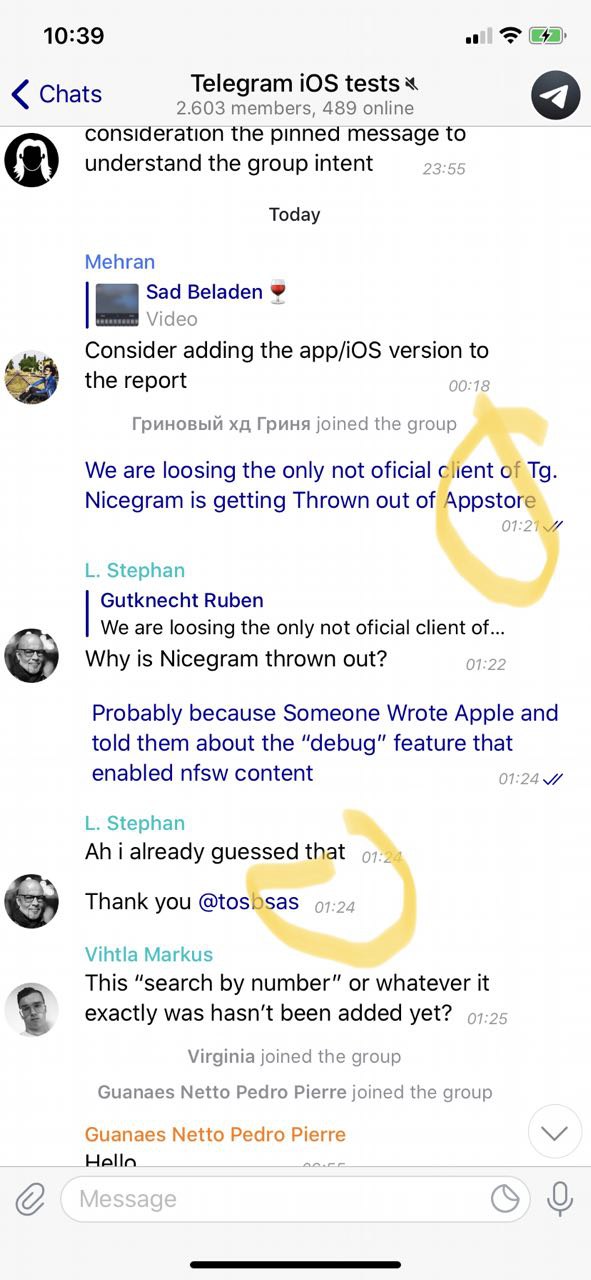 10:39
Chats
Telegram iOS tests
2.603 members, 489 online
consideration the pinned message to
understand the group intent
23:55
Today
Mehran
Sad Beladen 🍷
Video
Consider adding the app/iOS version to
the report
00:18
Гриновый хд Гриня joined the group
We are loosing the only not oficial client of Tg.
Nicegram is getting Thrown out of Appstore
01:21
L. Stephan
Gutknecht Ruben
We are loosing the only not oficial client of...
Why is Nicegram thrown out?
01:22
Probably because Someone Wrote Apple and
told them about the “debug” feature that
enabled nfsw content
01:24
L. Stephan
Ah i already guessed that
01:24
Thank you @tosbsas
01:24
Vihtla Markus
This “search by number” or whatever it
exactly was hasn’t been added yet?
01:25
Virginia joined the group
Guanaes Netto Pedro Pierre joined the group
Guanaes Netto Pedro Pierre
Hello
Message